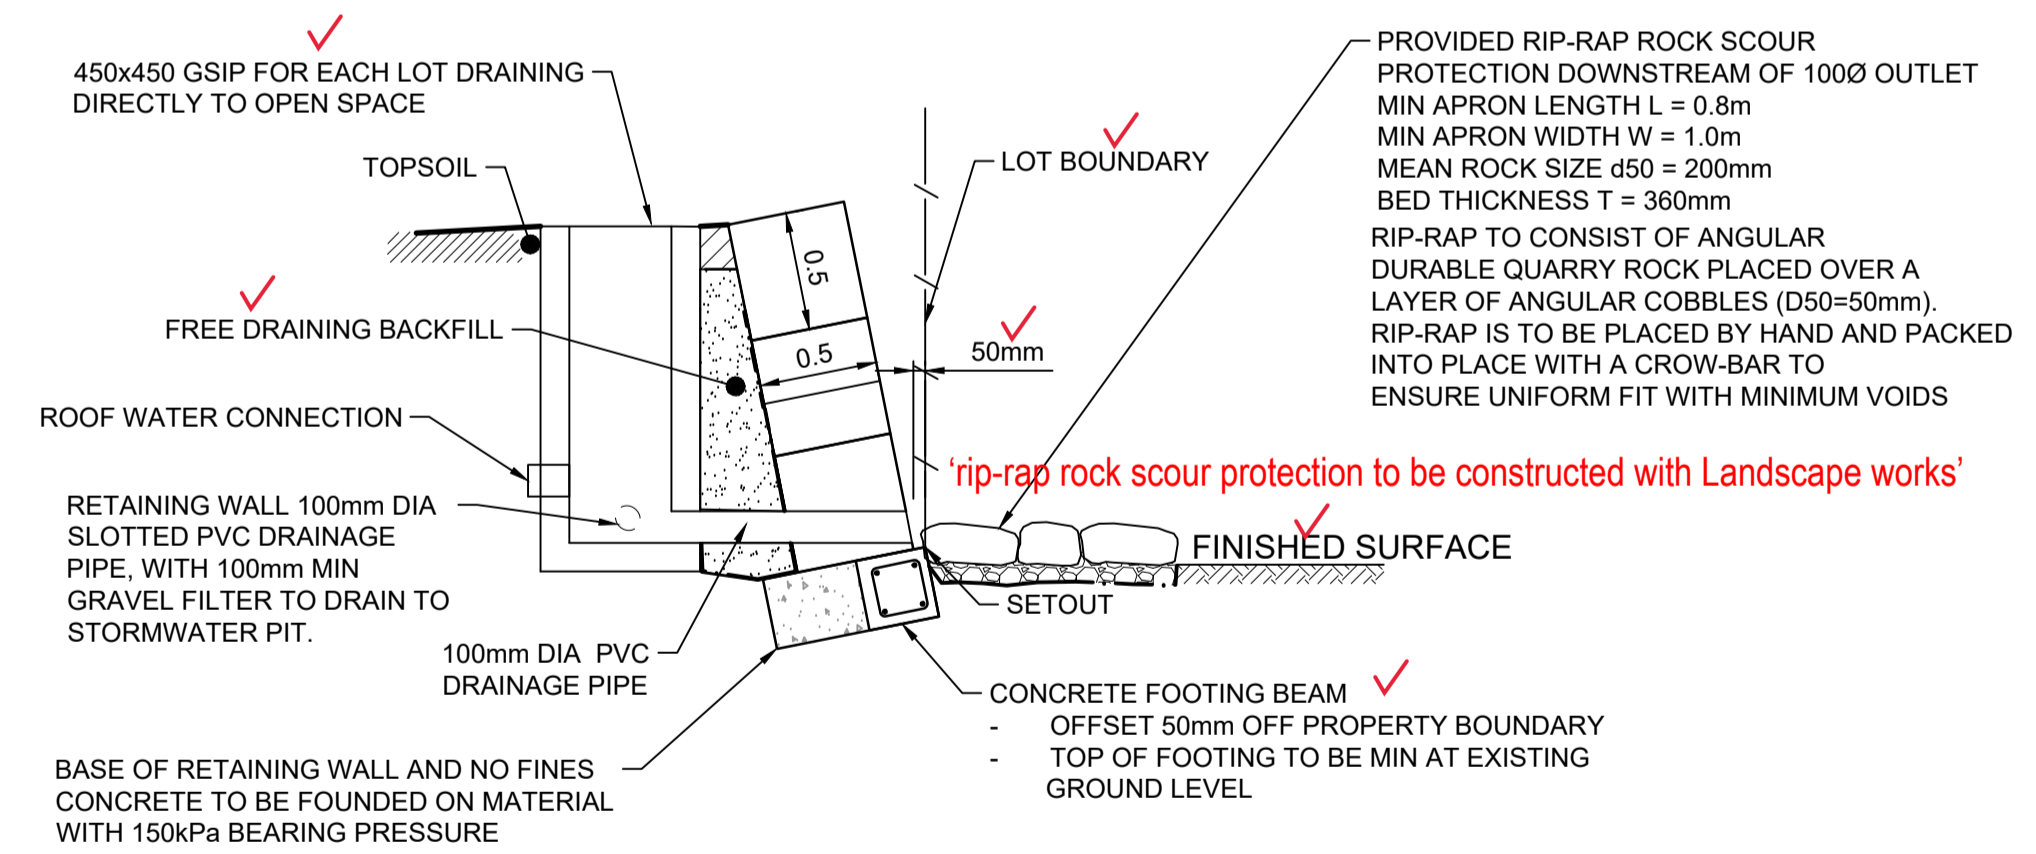 450x450 GSIP FOR EACH LOT DRAINING
DIRECTLY TO OPEN SPACE
TOPSOIL
FREE DRAINING BACKFILL
ROOF WATER CONNECTION
RETAINING WALL 100mm DIA
SLOTTED PVC DRAINAGE
PIPE, WITH 100mm MIN
GRAVEL FILTER TO DRAIN TO
STORMWATER PIT.
100mm DIA PVC
DRAINAGE PIPE
BASE OF RETAINING WALL AND NO FINES
CONCRETE TO BE FOUNDED ON MATERIAL
WITH 150kPa BEARING PRESSURE
0.5
0.5
LOT BOUNDARY
50mm
PROVIDED RIP-RAP ROCK SCOUR
PROTECTION DOWNSTREAM OF 100Ø OUTLET
MIN APRON LENGTH L = 0.8m
MIN APRON WIDTH W = 1.0m
MEAN ROCK SIZE d50 = 200mm
BED THICKNESS T = 360mm
RIP-RAP TO CONSIST OF ANGULAR
DURABLE QUARRY ROCK PLACED OVER A
LAYER OF ANGULAR COBBLES (D50=50mm).
RIP-RAP IS TO BE PLACED BY HAND AND PACKED
INTO PLACE WITH A CROW-BAR TO
ENSURE UNIFORM FIT WITH MINIMUM VOIDS
‘rip-rap rock scour protection to be constructed with Landscape works’
FINISHED SURFACE
SETOUT
CONCRETE FOOTING BEAM
- OFFSET 50mm OFF PROPERTY BOUNDARY
- TOP OF FOOTING TO BE MIN AT EXISTING
GROUND LEVEL